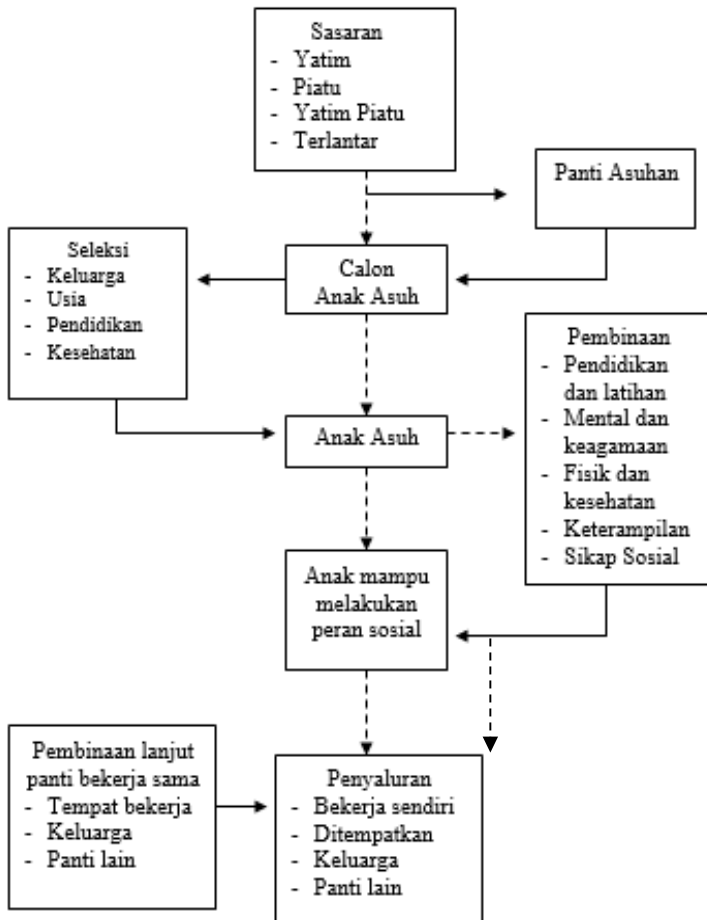 Sasaran
- Yatim
- Piatu
- Yatim Piatu
- Terlantar
Panti Asuhan
Seleksi
- Keluarga
- Usia
- Pendidikan
- Kesehatan
Calon
Anak Asuh
Pembinaan
- Pendidikan
dan latihan
- Mental dan
keagamaan
- Fisik dan
kesehatan
- Keterampilan
- Sikap Sosial
Anak Asuh
Anak mampu
melakukan
peran sosial
Pembinaan lanjut
panti bekerja sama
- Tempat bekerja
- Keluarga
- Panti lain
Penyaluran
- Bekerja sendiri
- Ditempatkan
- Keluarga
- Panti lain